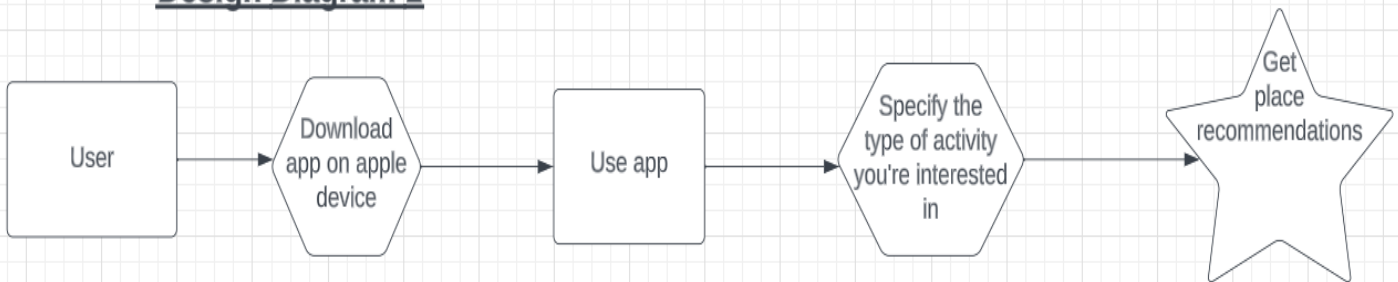 Design Diagram 2
User
Download
app on apple
device
Use app
Specify the
type of activity
you're interested
in
Get
place
recommendations